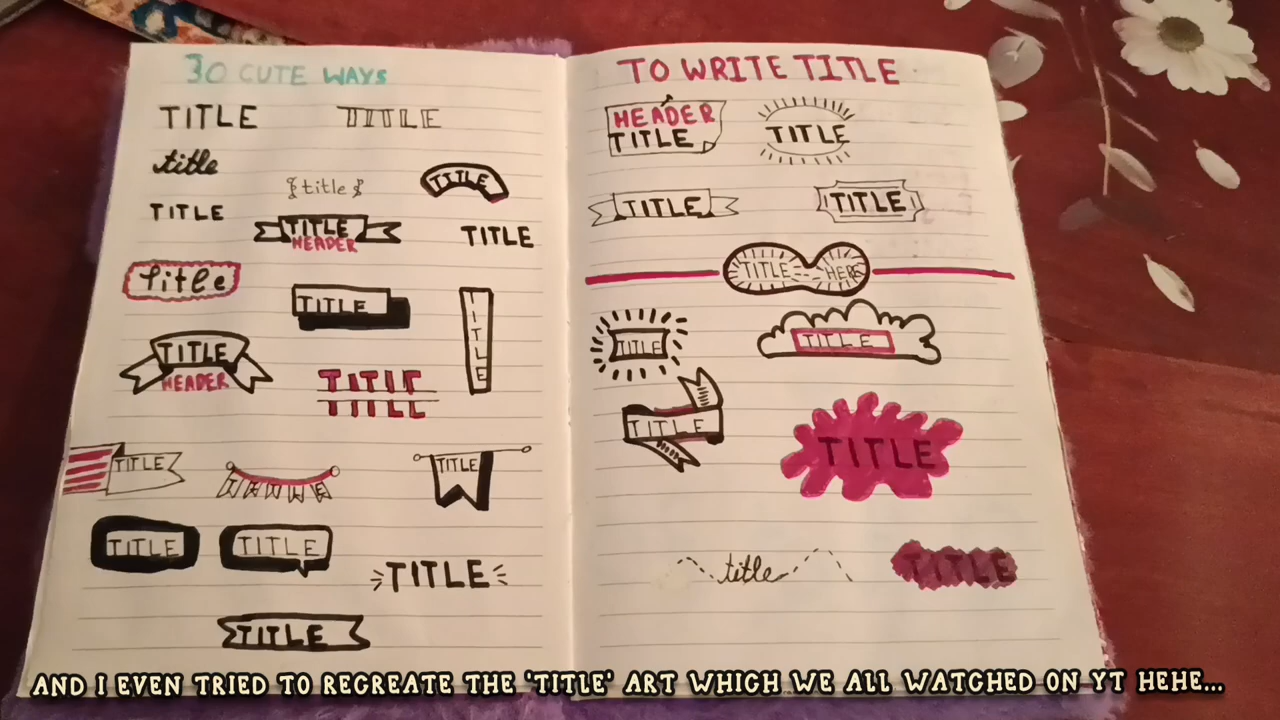 30 CUTE WAYS
TITLE
TITLE
title
{title}
TITLE
TITLE
TITLE
HEADER
TITLE
title
TITLE
TITLE
TITLE
HEADER
TITLE
TITLE
TITLE
TITLE
TITLE
TITLE
TITLE
TITLE
TITLE
TO WRITE TITLE
HEADER
TITLE
TITLE
TITLE
TITLE
TITLE HERE
TITLE
TITLE
TITLE
TITLE
title
TITLE
AND I EVEN TRIED TO RECREATE THE 'TITLE' ART WHICH WE ALL WATCHED ON YT HEHE...